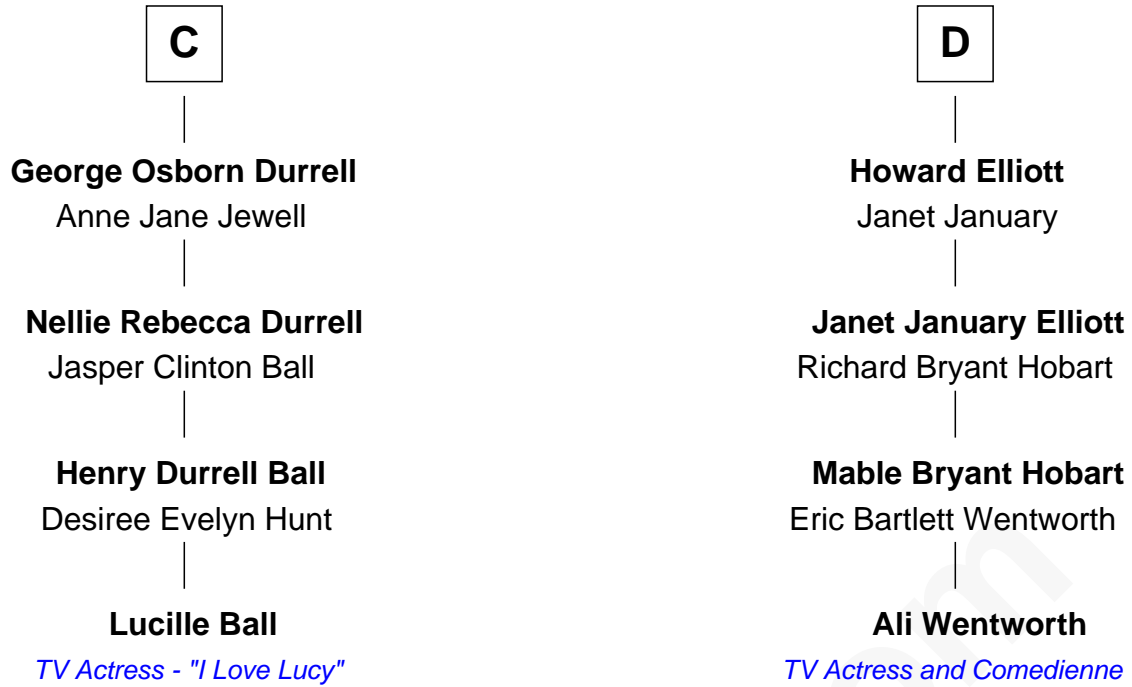 C
George Osborn Durrell
Anne Jane Jewell
Nellie Rebecca Durrell
Jasper Clinton Ball
Henry Durrell Ball
Desiree Evelyn Hunt
Lucille Ball
TV Actress - "I Love Lucy"
D
Howard Elliott
Janet January
Janet January Elliott
Richard Bryant Hobart
Mable Bryant Hobart
Eric Bartlett Wentworth
Ali Wentworth
TV Actress and Comedienne